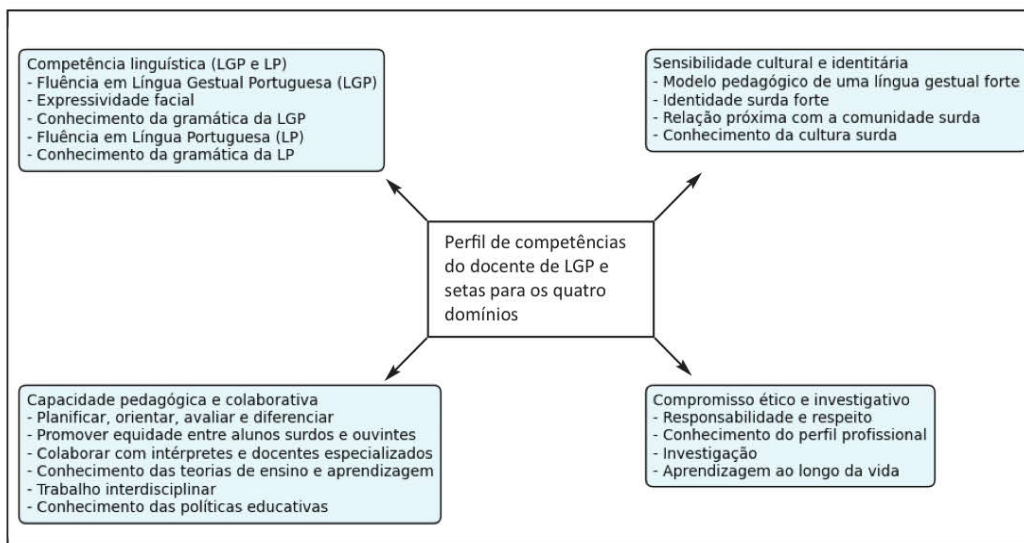 Competência linguística (LGP e LP)
- Fluência em Língua Gestual Portuguesa (LGP)
- Expressividade facial
- Conhecimento da gramática da LGP
- Fluência em Língua Portuguesa (LP)
- Conhecimento da gramática da LP
Sensibilidade cultural e identitária
- Modelo pedagógico de uma língua gestual forte
- Identidade surda forte
- Relação próxima com a comunidade surda
- Conhecimento da cultura surda
Perfil de competências
do docente de LGP e
setas para os quatro
domínios
Capacidade pedagógica e colaborativa
- Planificar, orientar, avaliar e diferenciar
- Promover equidade entre alunos surdos e ouvintes
- Colaborar com intérpretes e docentes especializados
- Conhecimento das teorias de ensino e aprendizagem
- Trabalho interdisciplinar
- Conhecimento das políticas educativas
Compromisso ético e investigativo
- Responsabilidade e respeito
- Conhecimento do perfil profissional
- Investigação
- Aprendizagem ao longo da vida